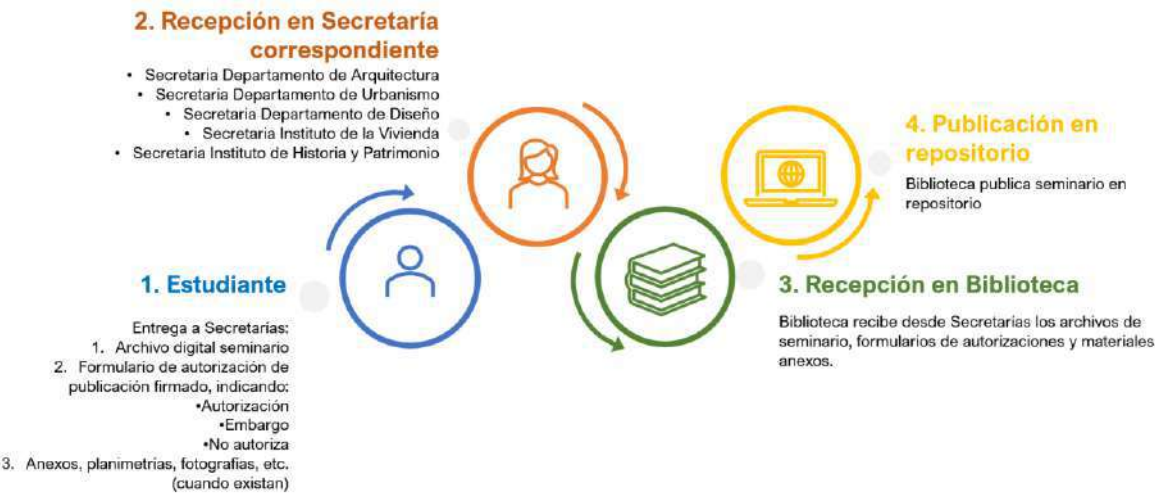 2. Recepción en Secretaría
correspondiente
• Secretaria Departamento de Arquitectura
• Secretaria Departamento de Urbanismo
• Secretaria Departamento de Diseño
• Secretaria Instituto de la Vivienda
• Secretaria Instituto de Historia y Patrimonio
4. Publicación en
repositorio
Biblioteca publica seminario en
repositorio
1. Estudiante
Entrega a Secretarías:
1. Archivo digital seminario
2. Formulario de autorización de
publicación firmado, indicando:
•Autorización
•Embargo
•No autoriza
3. Anexos, planimetrías, fotografías, etc.
(cuando existan)
3. Recepción en Biblioteca
Biblioteca recibe desde Secretarías los archivos de
seminario, formularios de autorizaciones y materiales
anexos.